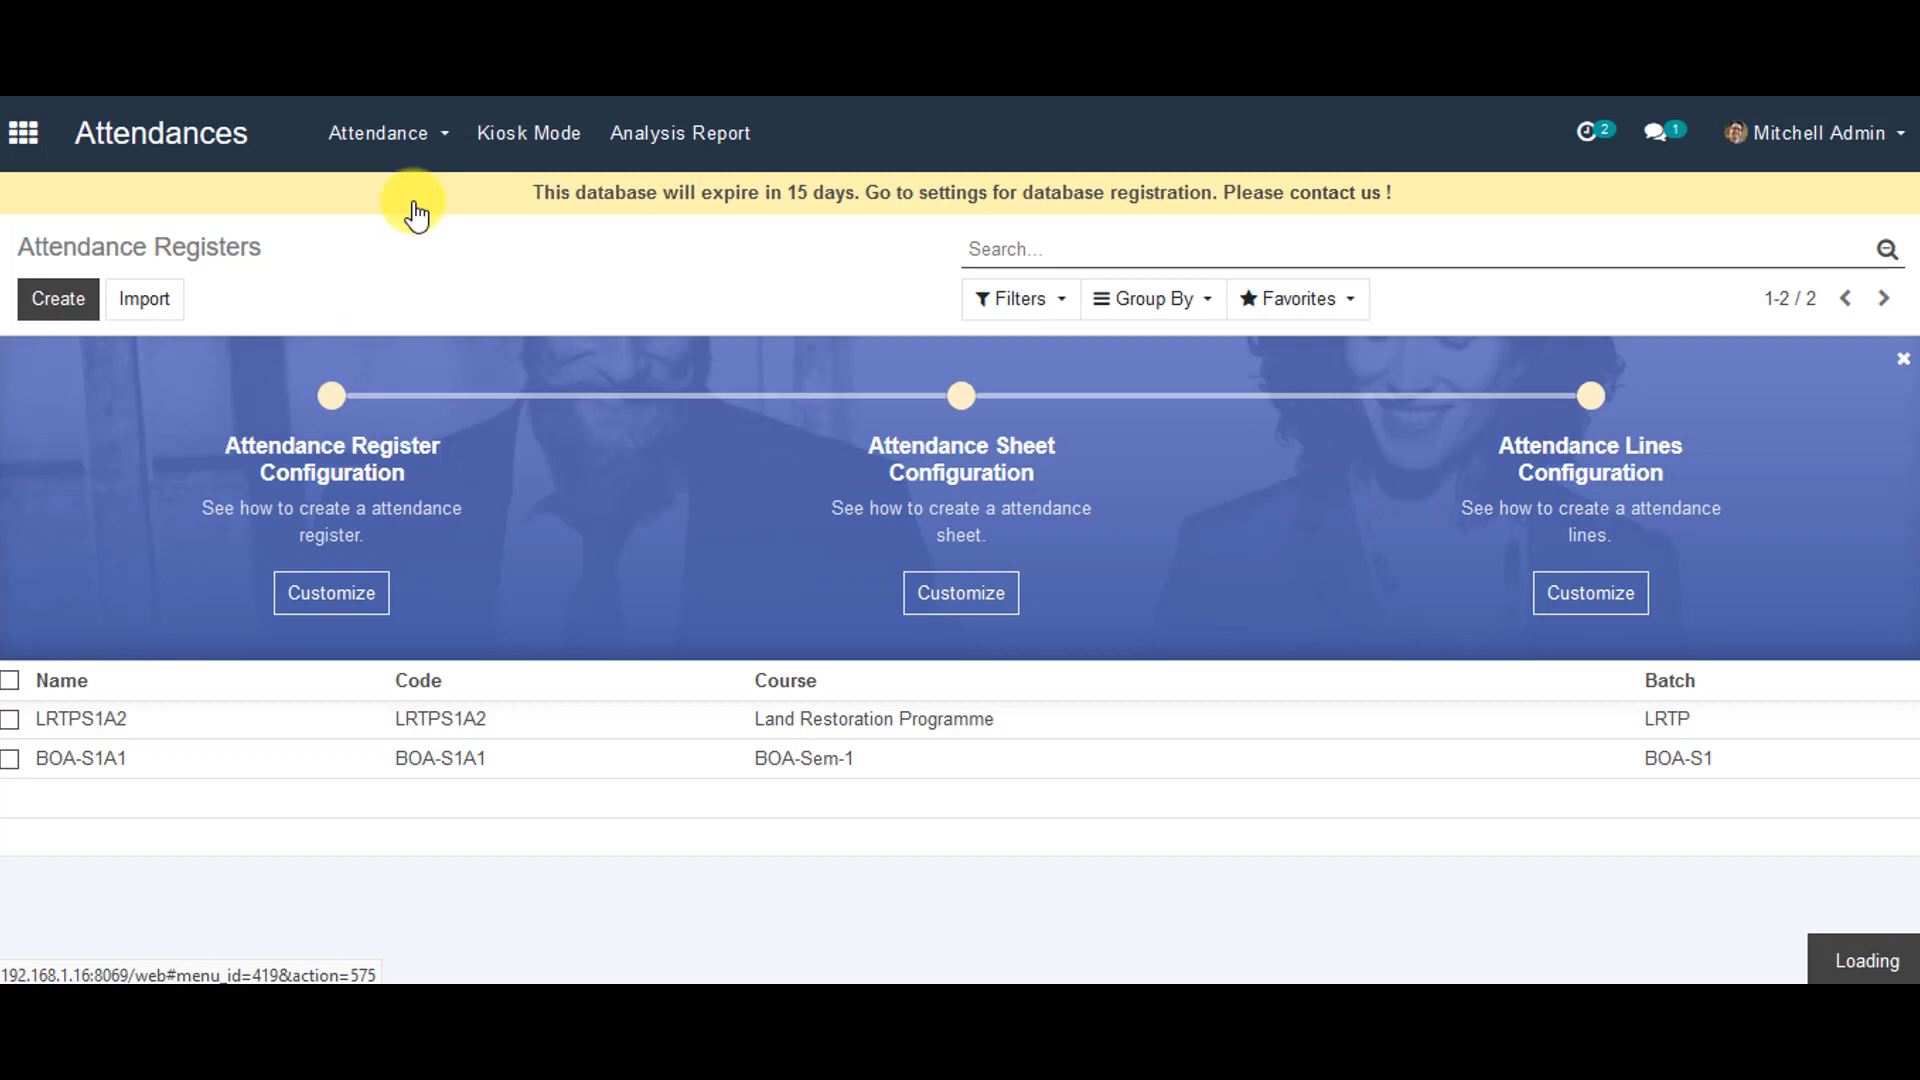 Attendances
Attendance
Kiosk Mode
Analysis Report
2
1
Mitchell Admin
This database will expire in 15 days. Go to settings for database registration. Please contact us !
Attendance Registers
Search...
Create
Import
Filters
Group By
Favorites
1-2 / 2
Attendance Register
Configuration
See how to create a attendance
register.
Customize
Attendance Sheet
Configuration
See how to create a attendance
sheet.
Customize
Attendance Lines
Configuration
See how to create a attendance
lines.
Customize
Name Code Course Batch
LRTPS1A2 LRTPS1A2 Land Restoration Programme LRTP
BOA-S1A1 BOA-S1A1 BOA-Sem-1 BOA-S1
Loading
192.168.1.16:8069/web#menu_id=419&action=575